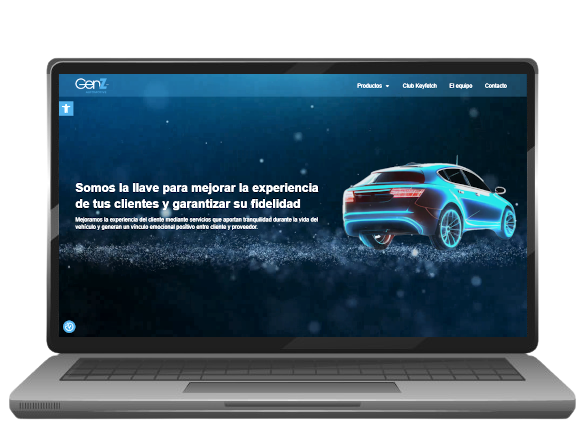 GenZ
Productos
Club Keyfetch
El equipo
Contacto
Somos la llave para mejorar la experiencia
de tus clientes y garantizar su fidelidad
Mejoramos la experiencia del cliente mediante servicios que aportan tranquilidad durante la vida del
vehículo y generan un vínculo emocional positivo entre cliente y proveedor.